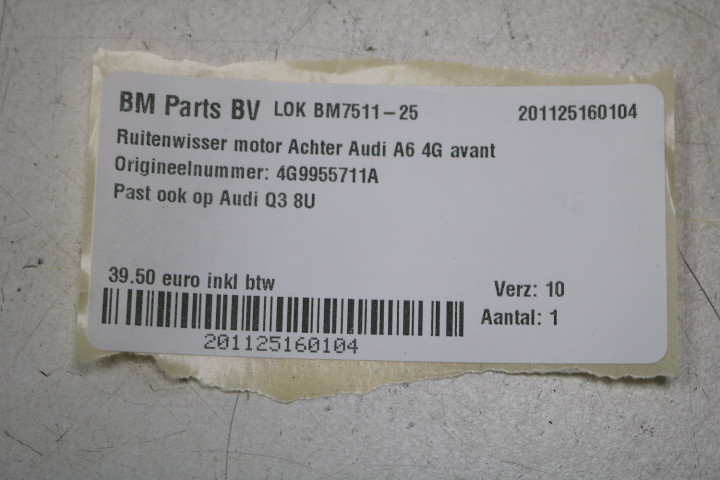 BM Parts BV LOK BM7511-25 201125160104
Ruitenwisser motor Achter Audi A6 4G avant
Origineelnummer: 4G9955711A
Past ook op Audi Q3 8U
39.50 euro inkl btw Verz: 10
Aantal: 1
201125160104